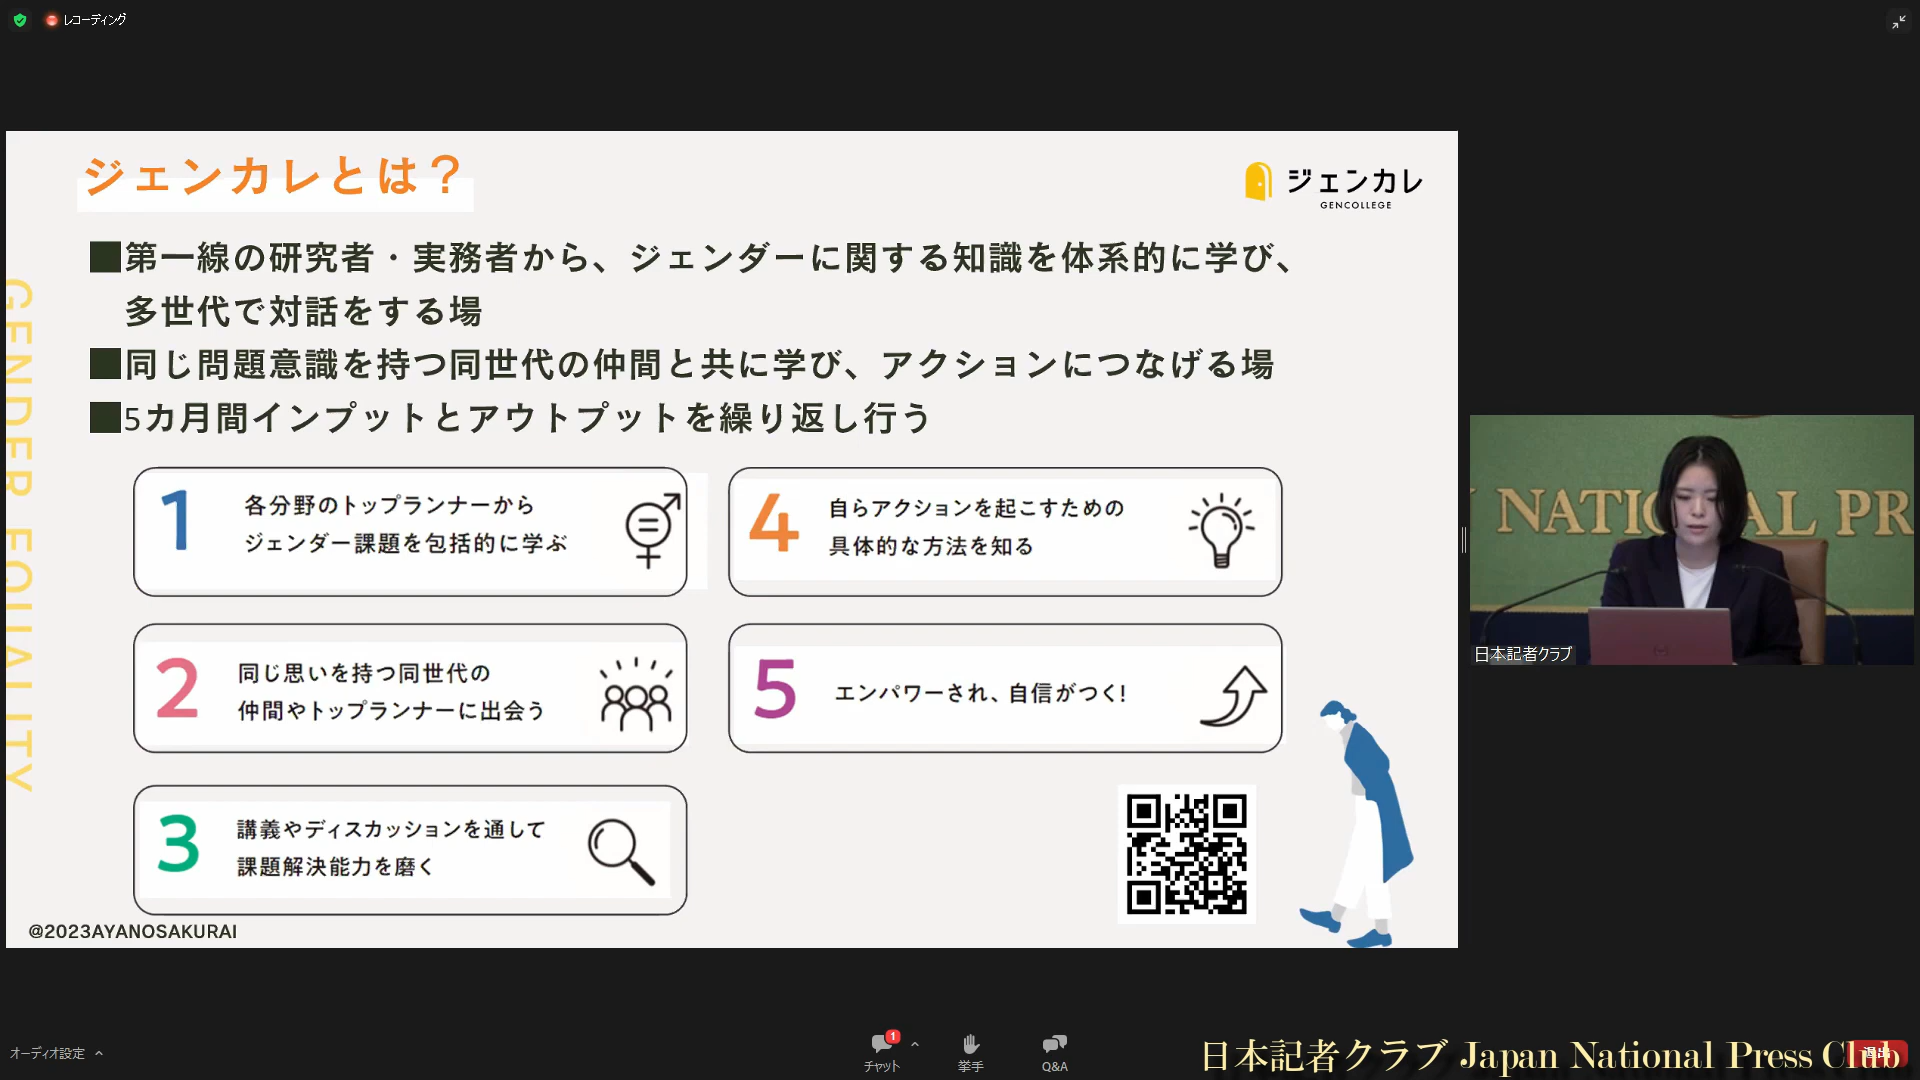 レコーディング
ジェンカレとは？
ジェンカレ
GENCOLLEGE
■第一線の研究者・実務者から、ジェンダーに関する知識を体系的に学び、
多世代で対話をする場
■同じ問題意識を持つ同世代の仲間と共に学び、アクションにつなげる場
■5カ月間インプットとアウトプットを繰り返し行う
GENDER EQUALITY
1
各分野のトップランナーから
ジェンダー課題を包括的に学ぶ
2
同じ思いを持つ同世代の
仲間やトップランナーに出会う
3
講義やディスカッションを通して
課題解決能力を磨く
4
自らアクションを起こすための
具体的な方法を知る
5
エンパワーされ、自信がつく!
@2023AYANOSAKURAI
NATIONAL PR
日本記者クラブ
オーディオ設定
1
チャット
挙手
Q&A
退出
日本記者クラブ Japan National Press Club